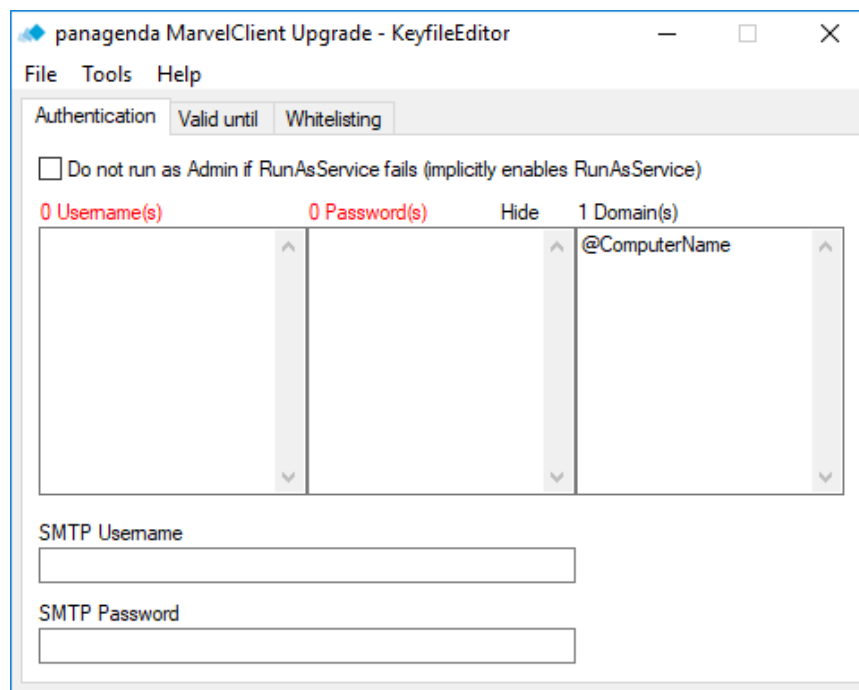 panagenda MarvelClient Upgrade - KeyfileEditor
File Tools Help
Authentication Valid until Whitelisting
Do not run as Admin if RunAsService fails (implicitly enables RunAsService)
0 Username(s) 0 Password(s) Hide 1 Domain(s)
@ComputerName
SMTP Username
SMTP Password